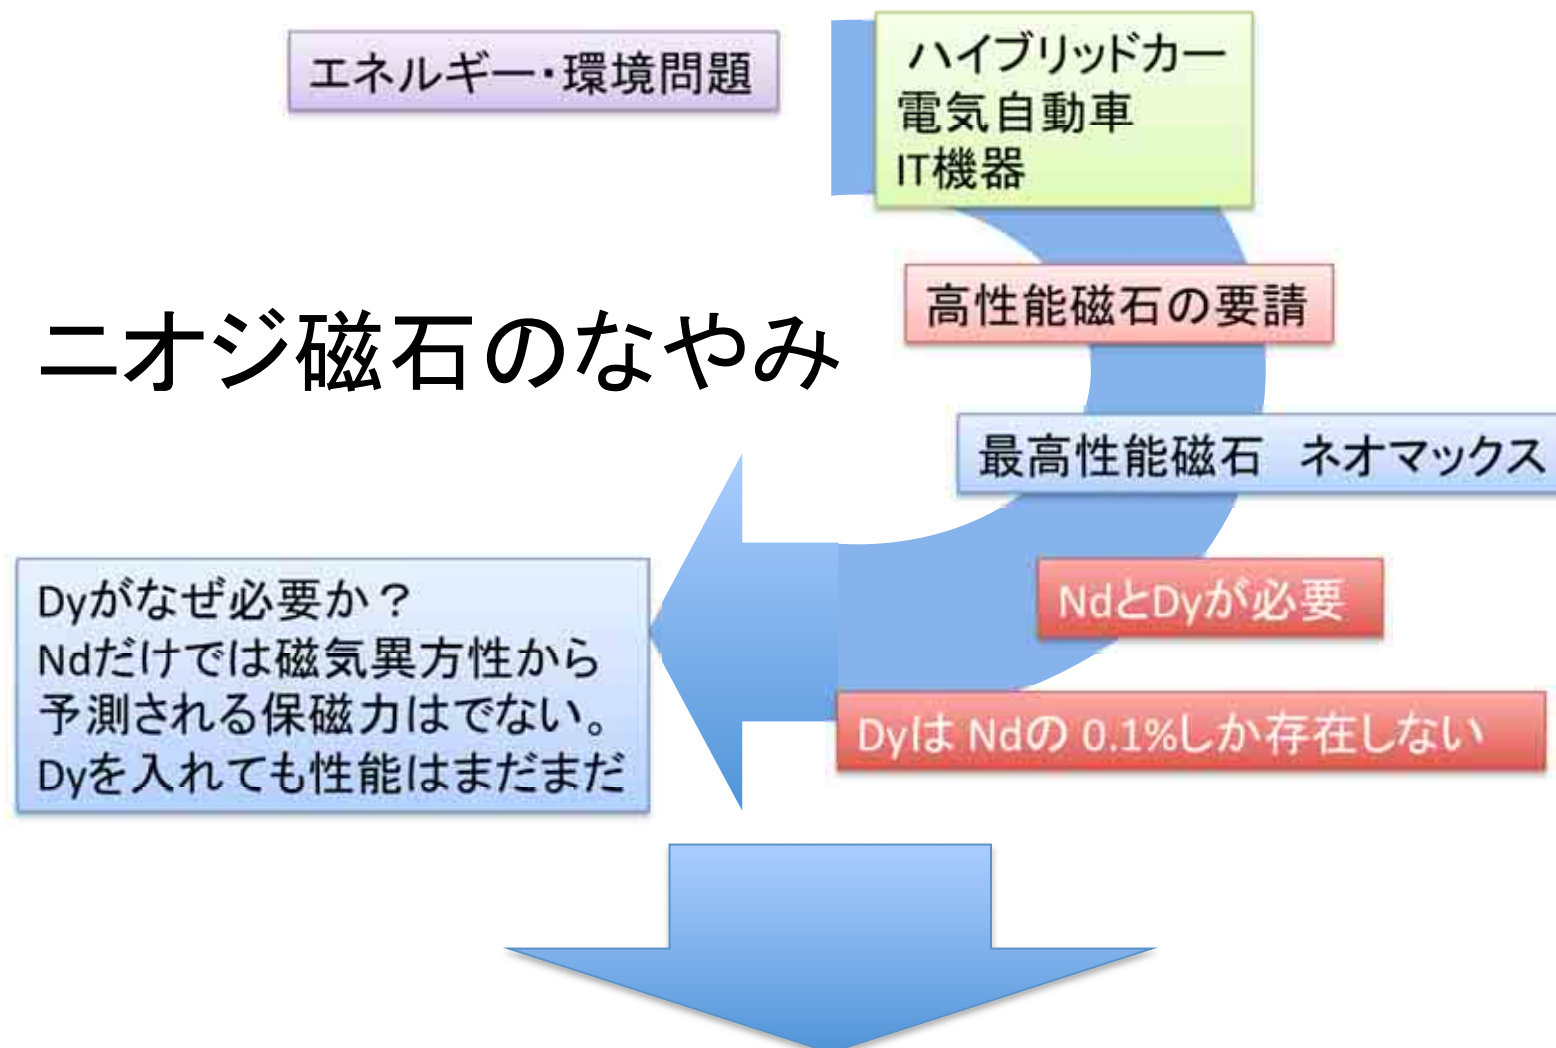 エネルギー・環境問題
ハイブリッドカー
電気自動車
IT機器
高性能磁石の要請
ニオジ磁石のなやみ
最高性能磁石　ネオマックス
NdとDyが必要
DyはNdの 0.1%しか存在しない
Dyがなぜ必要か？
Ndだけでは磁気異方性から
予測される保磁力はでない。
Dyを入れても性能はまだまだ